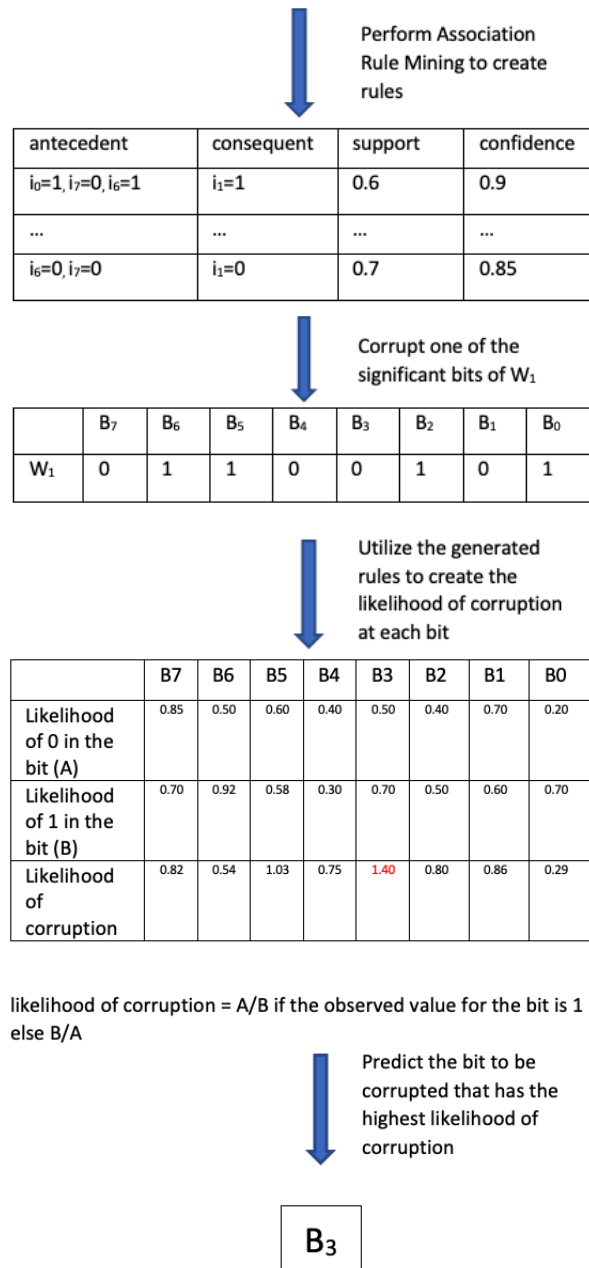 Perform Association
Rule Mining to create
rules
antecedent consequent support confidence
i₀=1, i₇=0, i₆=1 i₁=1 0.6 0.9
... ... ... ...
i₆=0, i₇=0 i₁=0 0.7 0.85
Corrupt one of the
significant bits of W₁
B₇ B₆ B₅ B₄ B₃ B₂ B₁ B₀
W₁ 0 1 1 0 0 1 0 1
Utilize the generated
rules to create the
likelihood of corruption
at each bit
B7 B6 B5 B4 B3 B2 B1 B0
Likelihood 0.85 0.50 0.60 0.40 0.50 0.40 0.70 0.20
of 0 in the
bit (A)
Likelihood 0.70 0.92 0.58 0.30 0.70 0.50 0.60 0.70
of 1 in the
bit (B)
Likelihood 0.82 0.54 1.03 0.75 1.40 0.80 0.86 0.29
of
corruption
likelihood of corruption = A/B if the observed value for the bit is 1
else B/A
Predict the bit to be
corrupted that has the
highest likelihood of
corruption
B₃